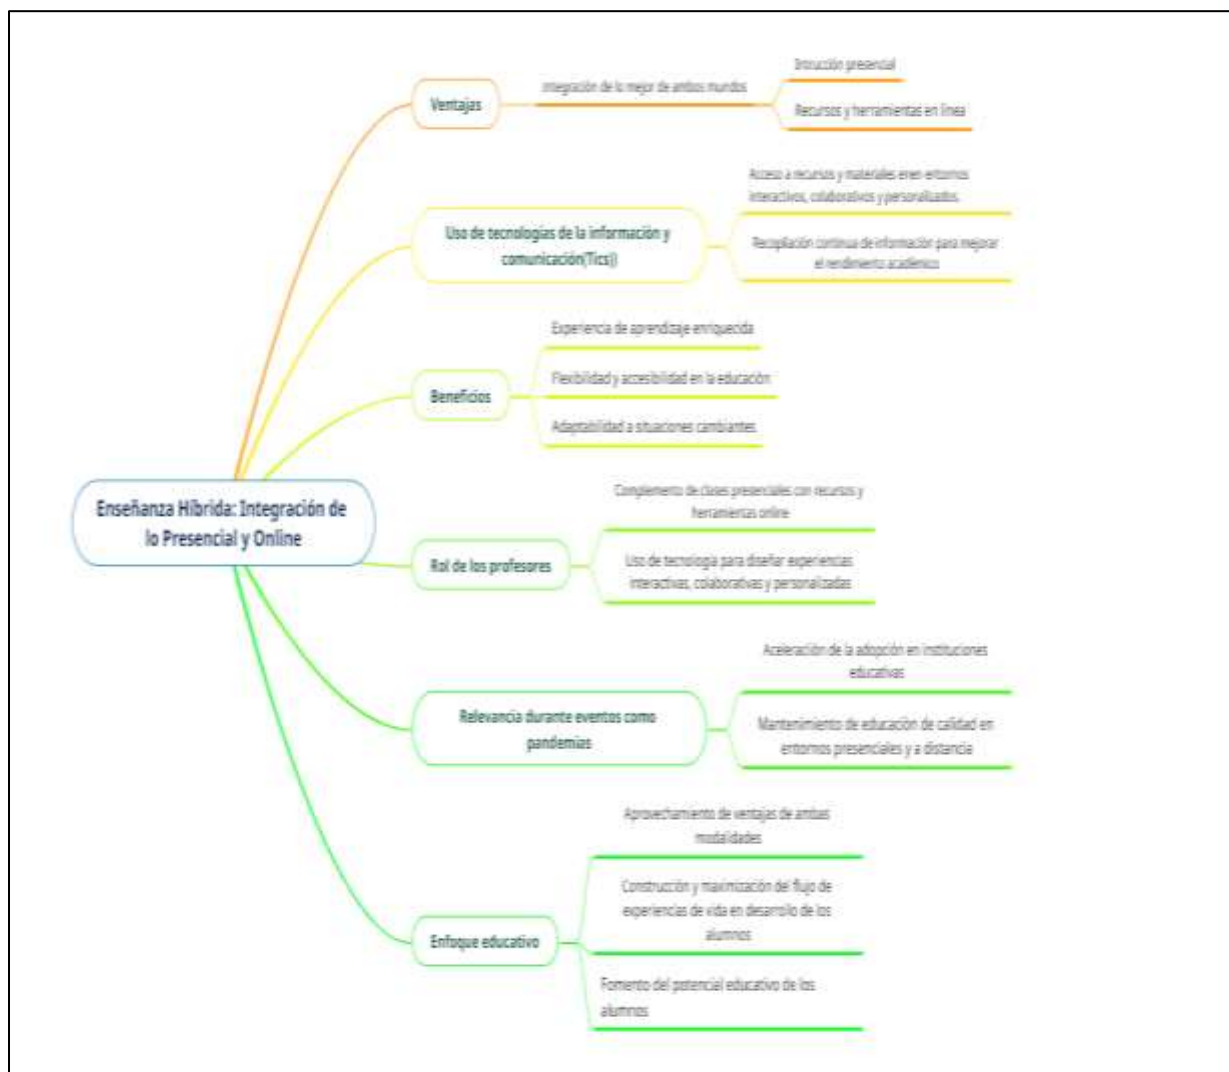 Enseñanza Híbrida: Integración de
lo Presencial y Online
Ventajas
Integración de lo mejor de ambos mundos
Intrucción presencial
Recursos y herramientas en línea
Uso de tecnologías de la información y
comunicación(Tics))
Acceso a recursos y materiales enen entornos
interactivos, colaborativos y personalizados.
Recopilación continua de información para mejorar
el rendimiento académico
Beneficios
Experiencia de aprendizaje enriquecida
Flexibilidad y accesibilidad en la educación
Adaptabilidad a situaciones cambiantes.
Rol de los profesores
Complemento de clases presenciales con recursos y
herramientas online
Uso de tecnología para diseñar experiencias
interactivas, colaborativas y personalizadas
Relevancia durante eventos como
pandemias
Aceleración de la adopción en instituciones
educativas
Mantenimiento de educación de calidad en
entornos presenciales y a distancia
Enfoque educativo
Aprovechamiento de ventajas de ambas
modalidades
Construcción y maximización del flujo de
experiencias de vida en desarrollo de los
alumnos
Fomento del potencial educativo de los
alumnos